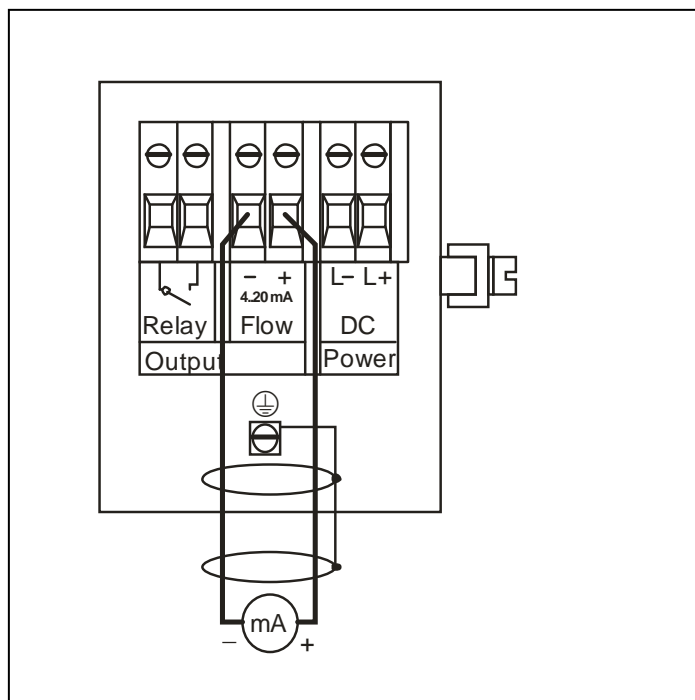 − + L− L+
4..20 mA
Relay Flow DC
Output Power
mA
− +